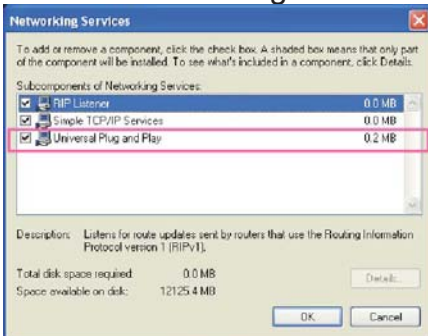 Networking Services
To add or remove a component, click the check box. A shaded box means that only part
of the component will be installed. To see what's included in a component, click Details.
Subcomponents of Networking Services:
RIP Listener 0.0 MB
Simple TCP/IP Services 0.0 MB
Universal Plug and Play 0.2 MB
Description: Listens for route updates sent by routers that use the Routing Information
Protocol version 1 (RIPv1).
Total disk space required: 0.0 MB
Details...
Space available on disk: 12125.4 MB
OK Cancel